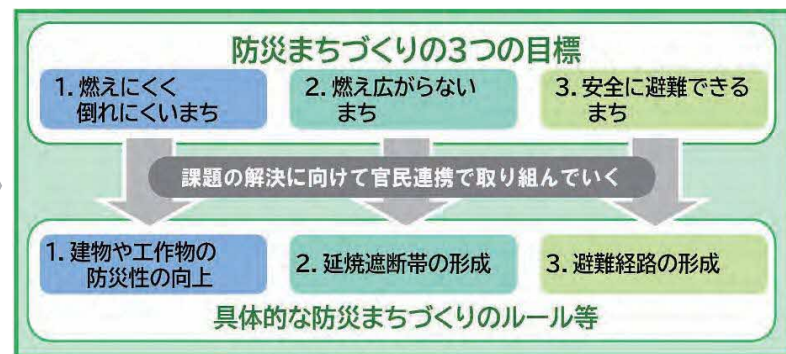 防災まちづくりの3つの目標
1. 燃えにくく
倒れにくいまち
2. 燃え広がらない
まち
3. 安全に避難できる
まち
課題の解決に向けて官民連携で取り組んでいく
1. 建物や工作物の
防災性の向上
2. 延焼遮断帯の形成
3. 避難経路の形成
具体的な防災まちづくりのルール等